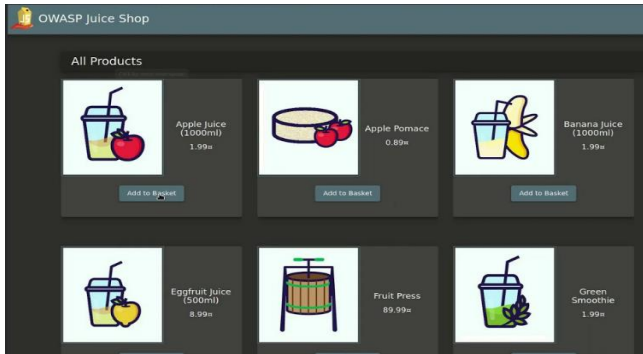 OWASP Juice Shop
All Products
Apple Juice
(1000ml)
1.99¤
Add to Basket
Apple Pomace
0.89¤
Add to Basket
Banana Juice
(1000ml)
1.99¤
Add to Basket
Eggfruit Juice
(500ml)
8.99¤
Fruit Press
89.99¤
Green
Smoothie
1.99¤